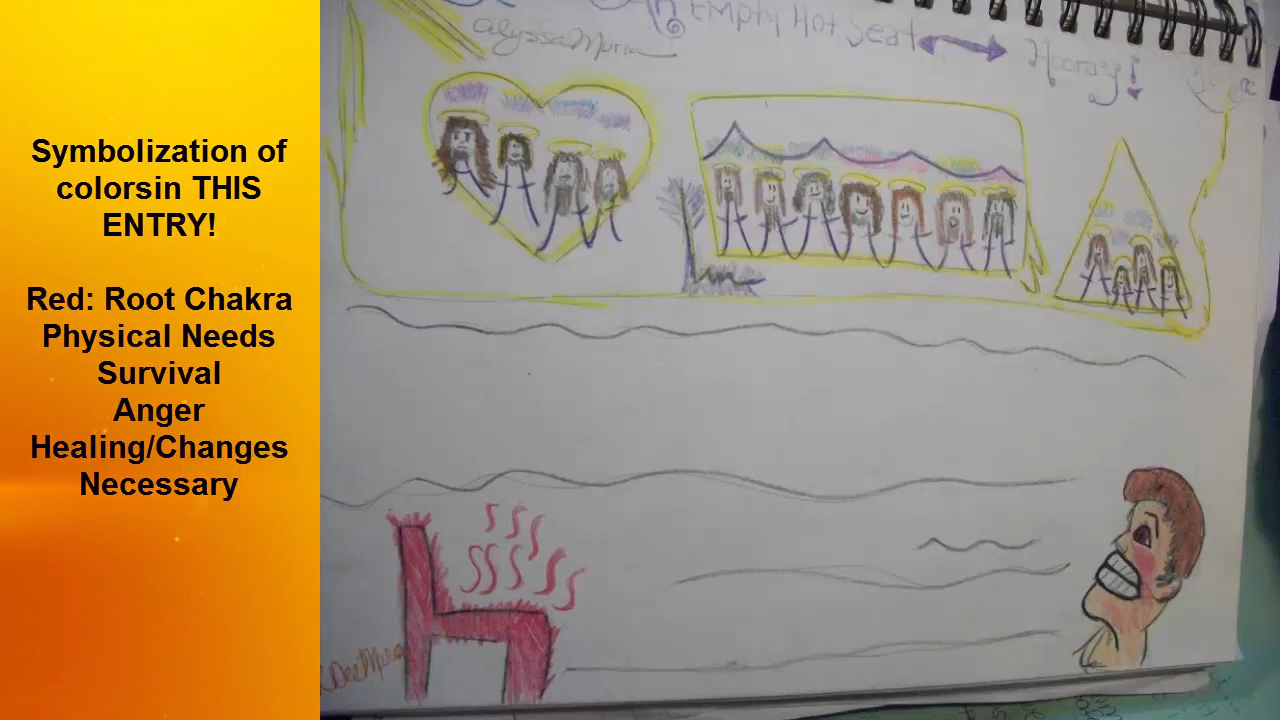 Symbolization of
colorsin THIS
ENTRY!
Red: Root Chakra
Physical Needs
Survival
Anger
Healing/Changes
Necessary
Empty Hot Seat
Hooray!